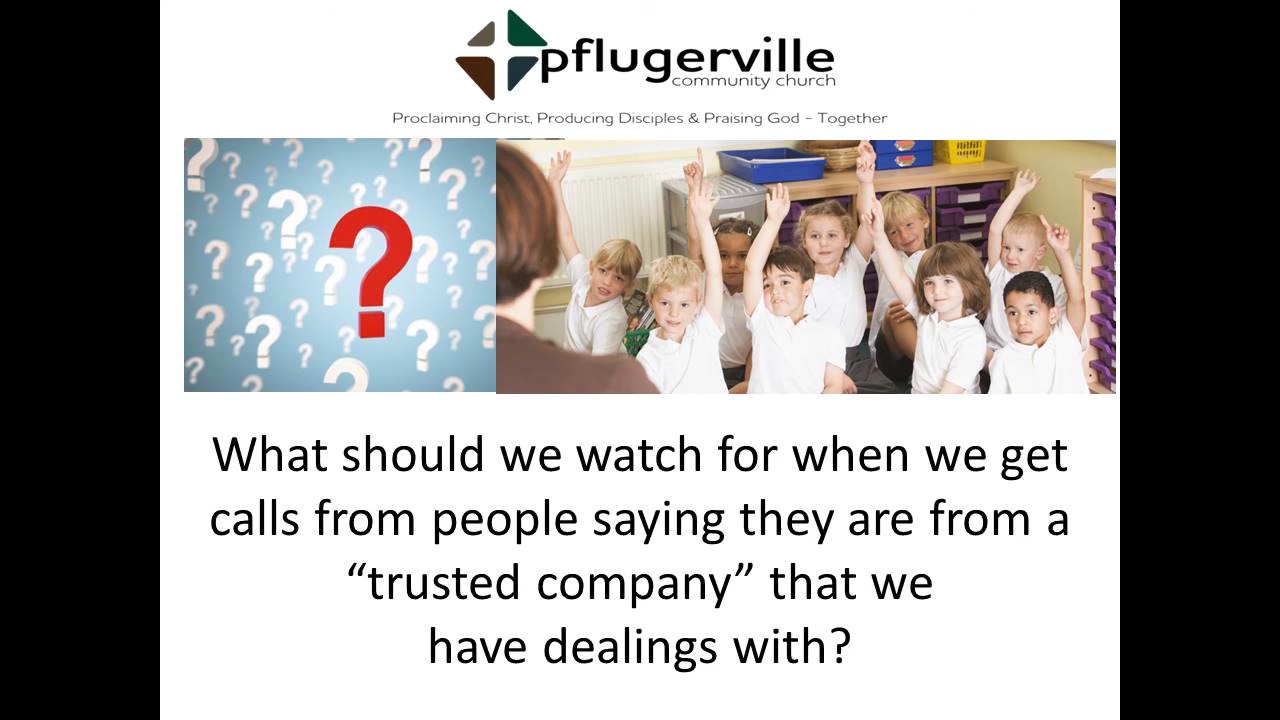 pflugerville
community church
Proclaiming Christ, Producing Disciples & Praising God - Together
What should we watch for when we get
calls from people saying they are from a
“trusted company” that we
have dealings with?